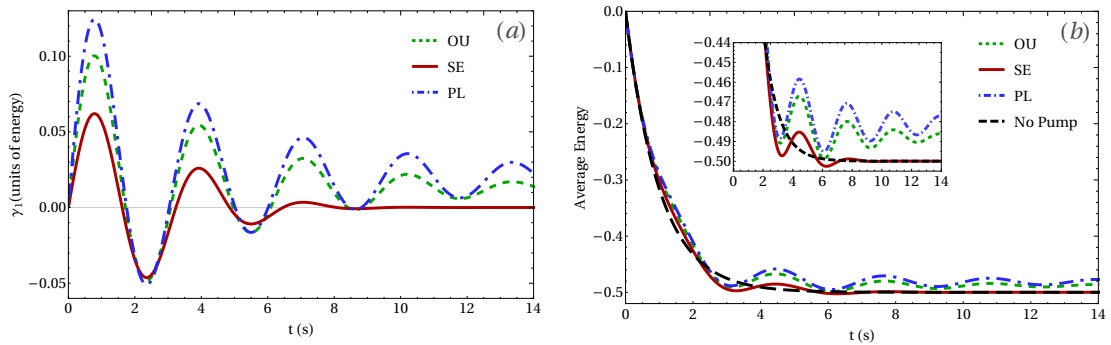 (a)
γ₁(units of energy)
0.10
0.05
0.00
−0.05
OU
SE
PL
0 2 4 6 8 10 12 14
t (s)
(b)
Average Energy
0.0
−0.1
−0.2
−0.3
−0.4
−0.5
−0.44
−0.45
−0.46
−0.47
−0.48
−0.49
−0.50
0 2 4 6 8 10 12 14
OU
SE
PL
No Pump
0 2 4 6 8 10 12 14
t (s)